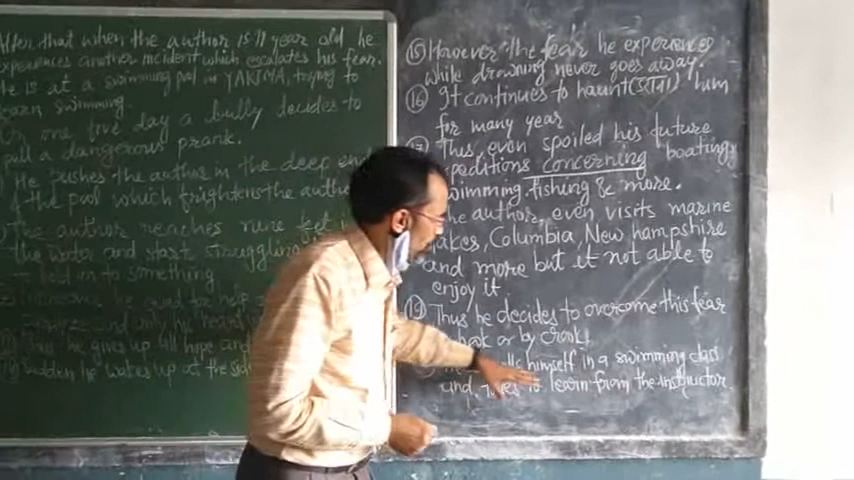 After that when the author is 11 year old, he
experiences another incident which escalates his fear.
He is at a swimming pool in YAKIMA, trying to
learn swimming.
On one five day a bully decides to
pull a dangerous prank.
He pushes the author in the deep end
of the pool which frightens the author
The author reaches nine feet
the water and starts struggling
hold on to something
he
and only his
Thus he gives up all hope
Sudden he wakes up at the
(15) However the fear he experiences
while drowning never goes away.
(16) It continues to haunt (सताना) him
for many year
Thus, even spoiled his future
expeditions concerning boatingy
swimming, fishing & more.
The author, even visits marine
lakes, Columbia, New hampshire
and more but it not able to
enjoy it
(19) Thus he decides to overcome this fear
hook or by crook.
himself in a swimming class
and to learn from the instructor